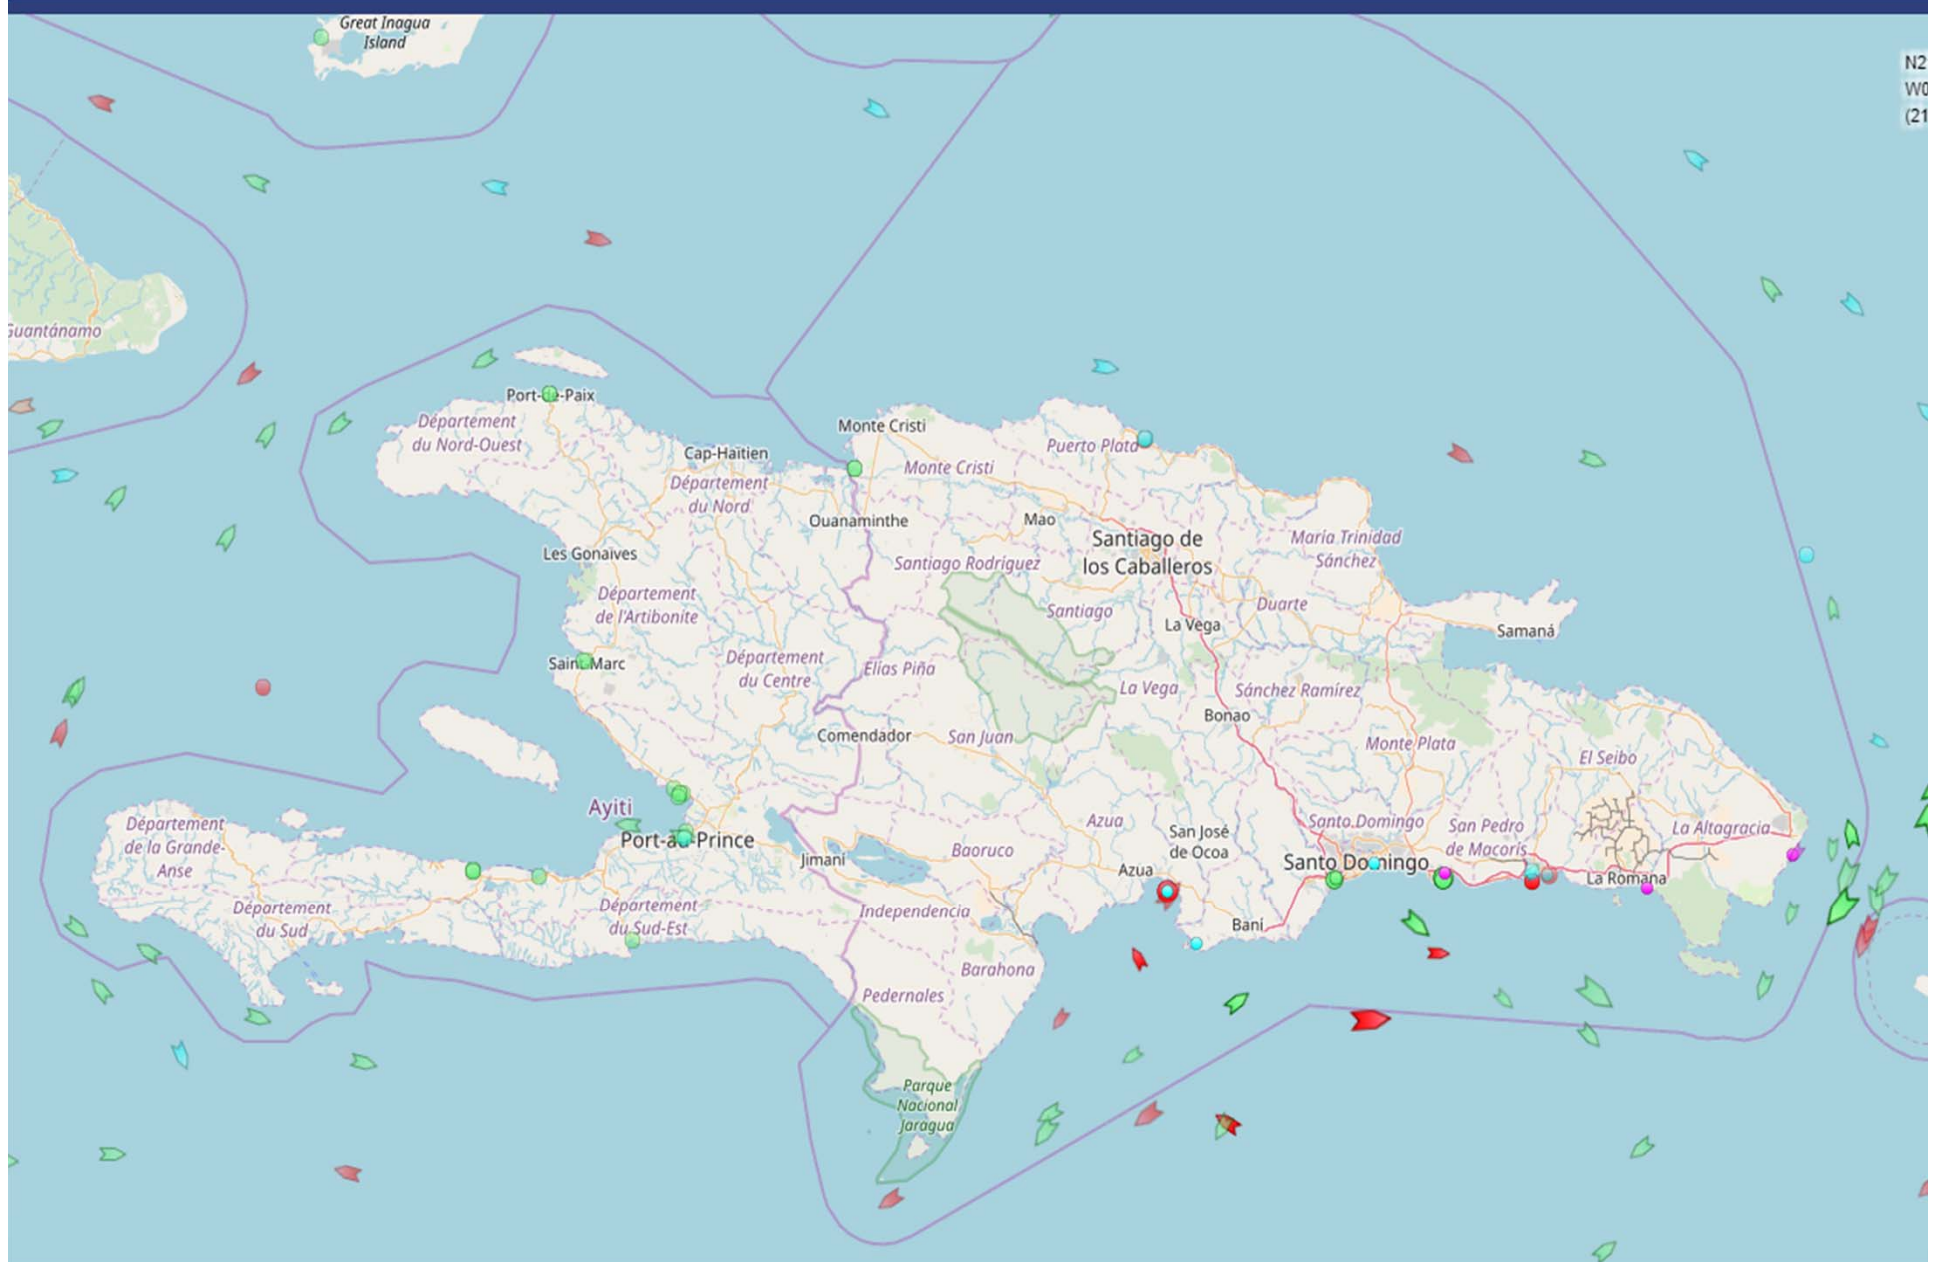 Great Inagua
Island
N2
W0
(21
Guantánamo
Port-de-Paix
Département
du Nord-Ouest
Monte Cristi
Cap-Haïtien
Puerto Plata
Monte Cristi
Département
du Nord
Ouanaminthe
Mao
Santiago de
los Caballeros
María Trinidad
Sánchez
Les Gonaïves
Santiago Rodríguez
Département
de l'Artibonite
Santiago
Duarte
La Vega
Samaná
Saint-Marc
Département
du Centre
Elías Piña
La Vega
Sánchez Ramírez
Bonao
Comendador
San Juan
Monte Plata
El Seibo
Ayiti
Département
de la Grande-
Anse
Port-au-Prince
Azua
San José
de Ocoa
Santo Domingo
San Pedro
de Macorís
La Altagracia
Jimaní
Baoruco
Azua
Santo Domingo
La Romana
Département
du Sud
Département
du Sud-Est
Independencia
Baní
Barahona
Pedernales
Parque
Nacional
Jaragua